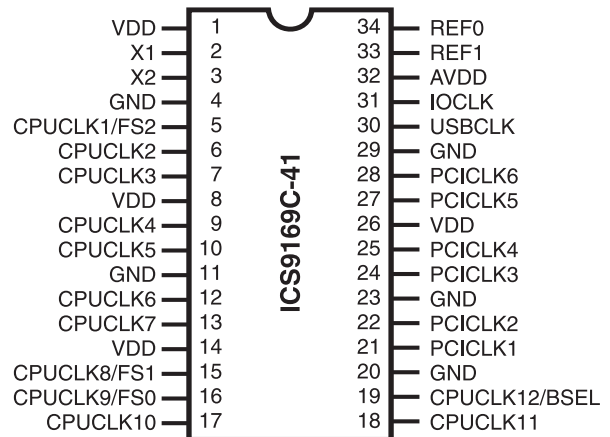 VDD 1 34 REF0
X1 2 33 REF1
X2 3 32 AVDD
GND 4 31 IOCLK
CPUCLK1/FS2 5 30 USBCLK
CPUCLK2 6 29 GND
CPUCLK3 7 28 PCICLK6
VDD 8 27 PCICLK5
CPUCLK4 9 26 VDD
CPUCLK5 10 25 PCICLK4
GND 11 24 PCICLK3
CPUCLK6 12 23 GND
CPUCLK7 13 22 PCICLK2
VDD 14 21 PCICLK1
CPUCLK8/FS1 15 20 GND
CPUCLK9/FS0 16 19 CPUCLK12/BSEL
CPUCLK10 17 18 CPUCLK11
ICS9169C-41